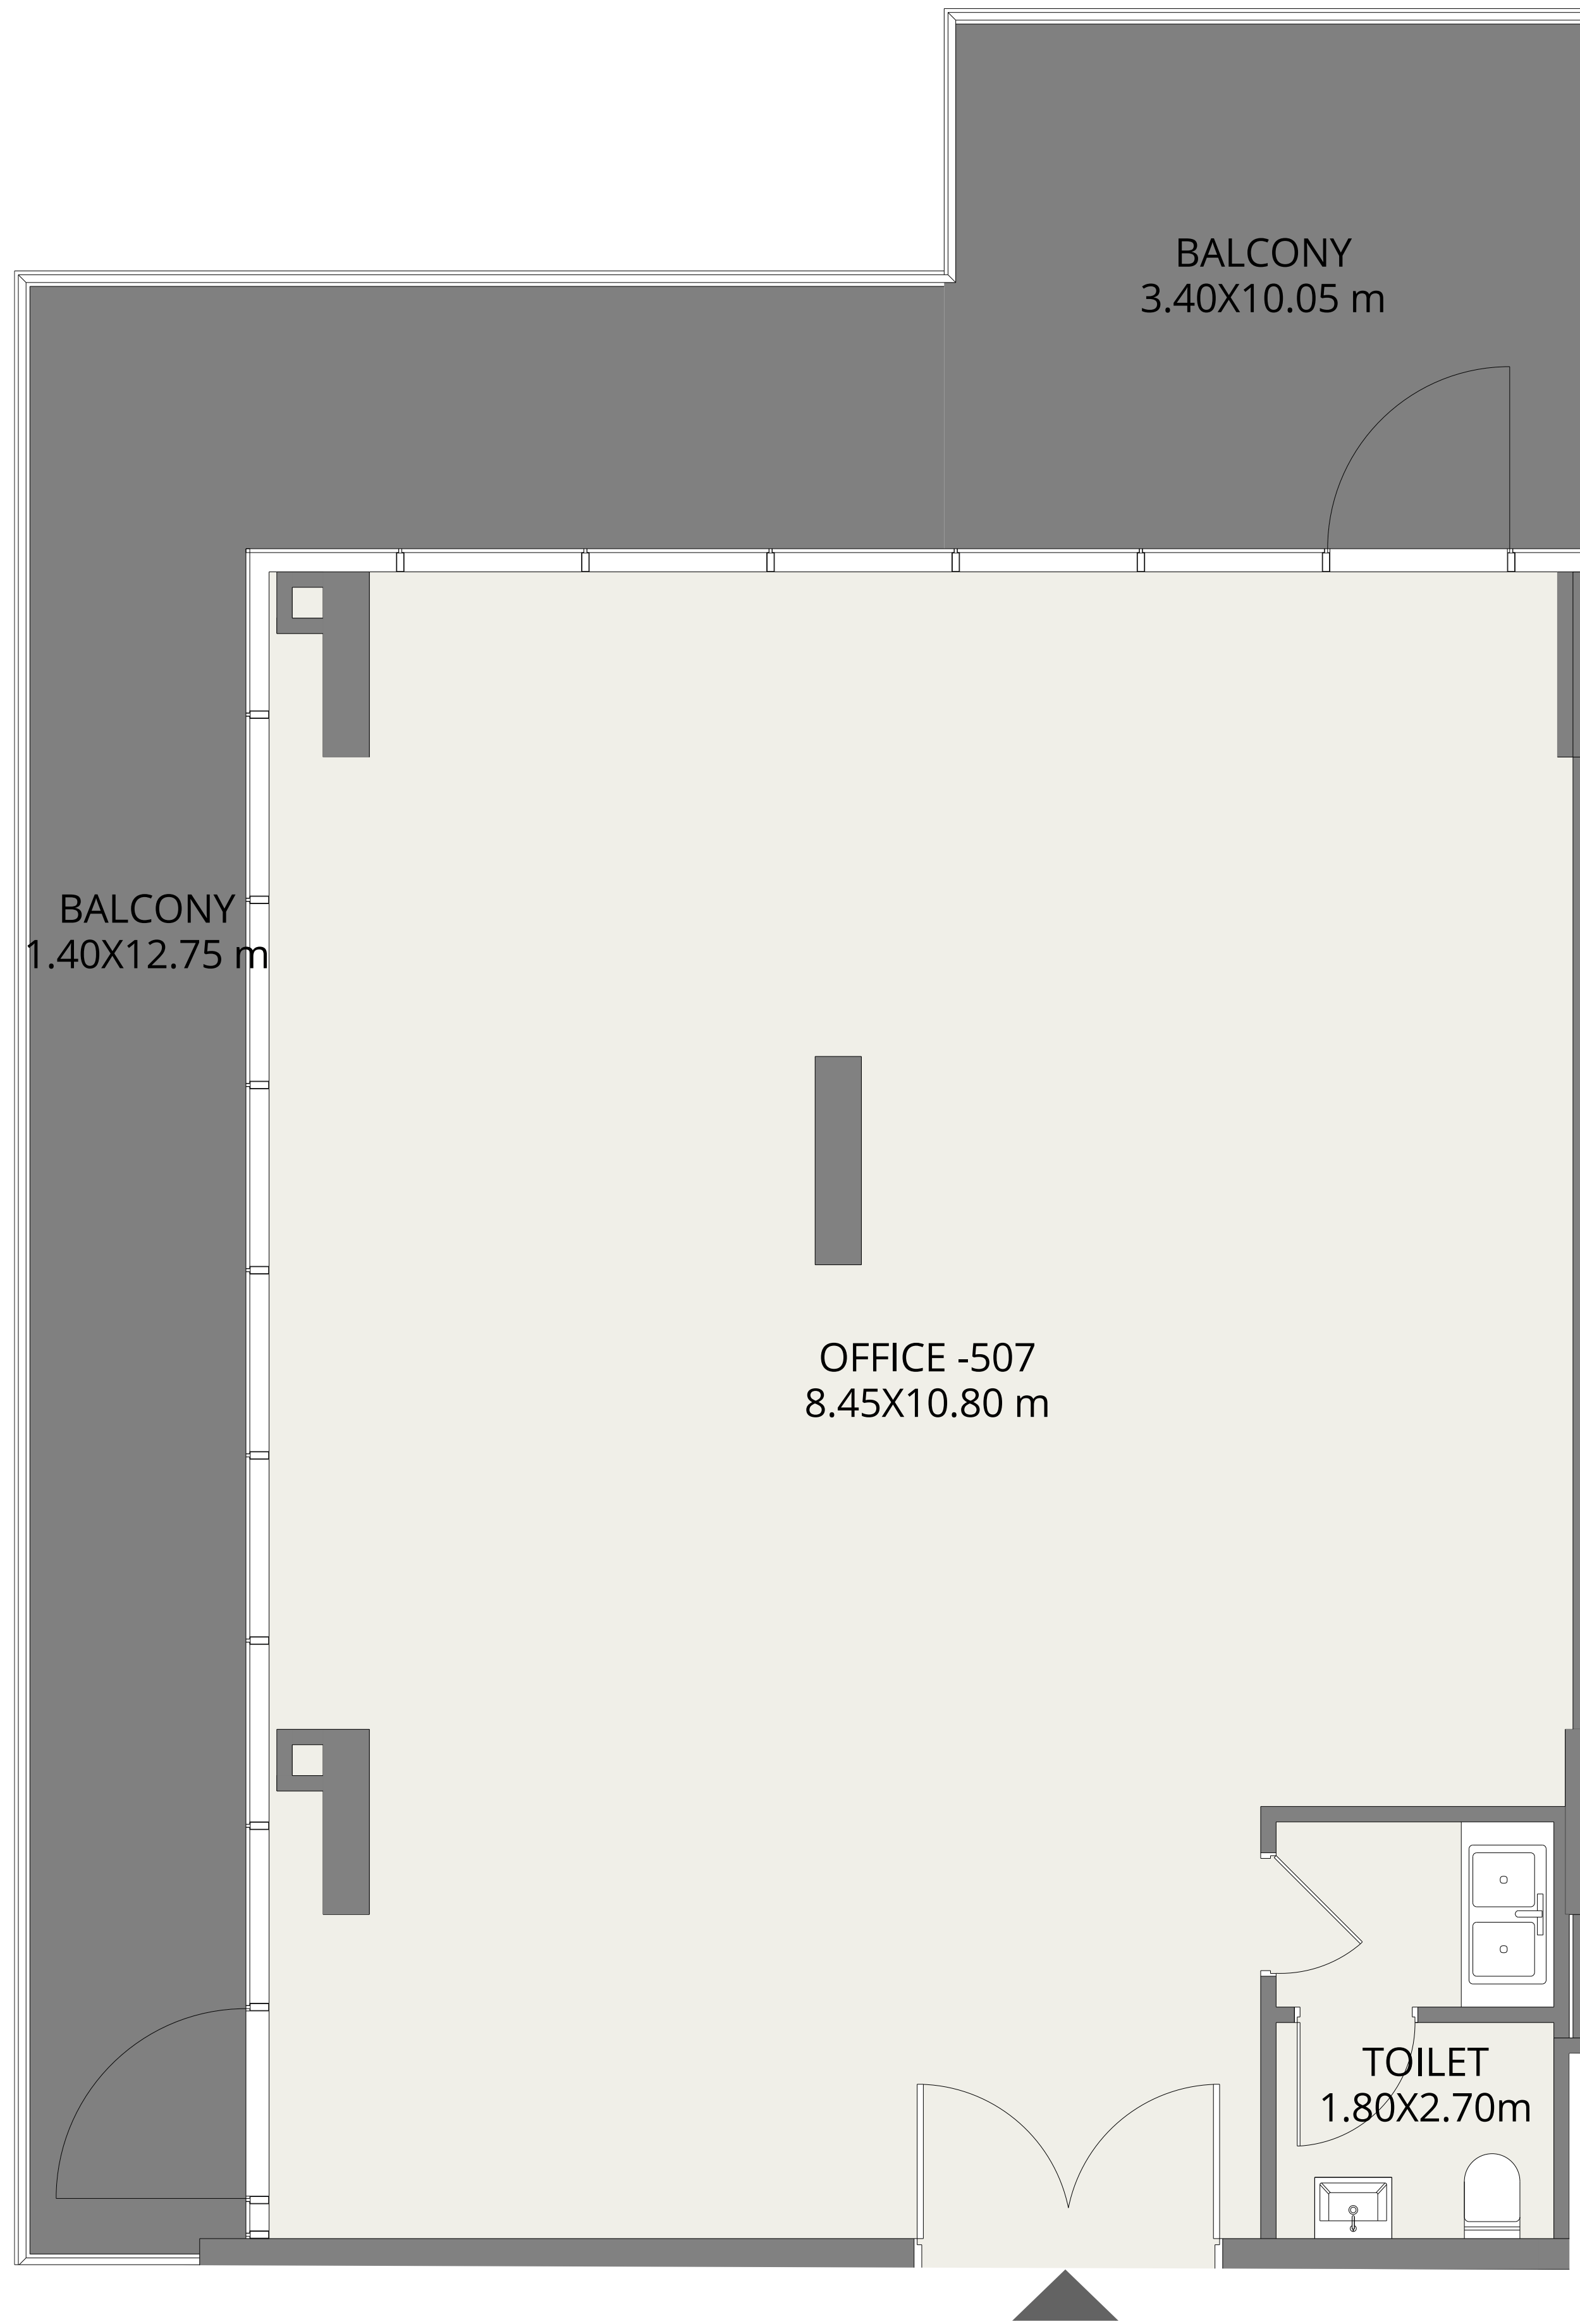 BALCONY
3.40X10.05 m
BALCONY
1.40X12.75 m
OFFICE -507
8.45X10.80 m
TOILET
1.80X2.70m